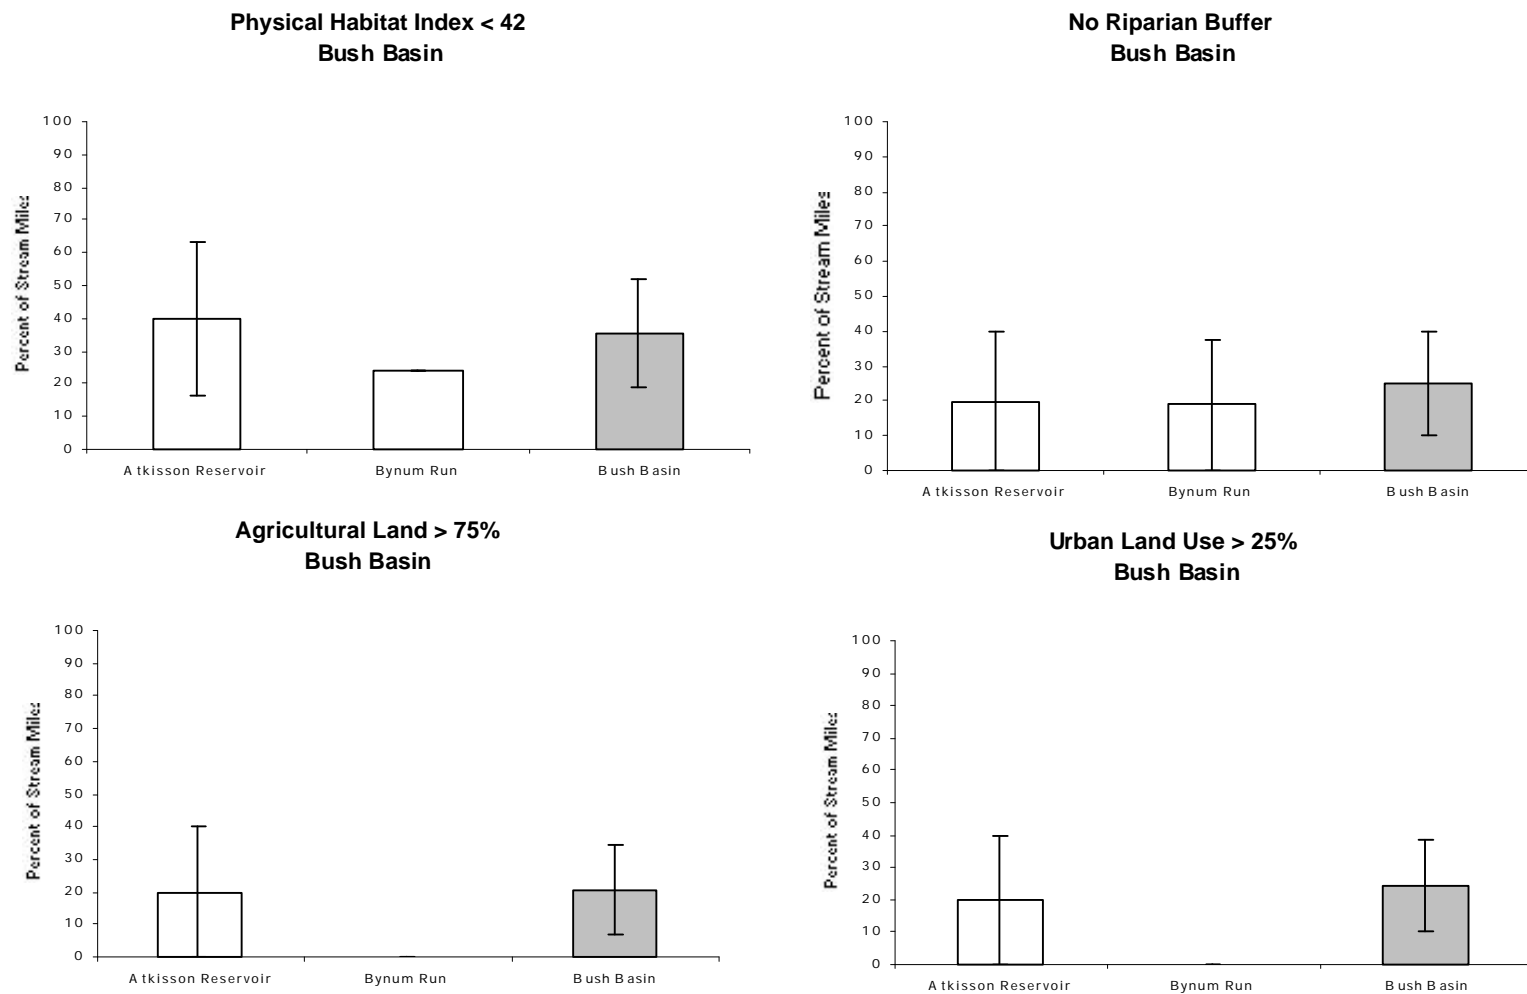 Physical Habitat Index < 42
Bush Basin
100
90
80
70
60
50
40
30
20
10
0
Percent of Stream Miles
Atkisson Reservoir
Bynum Run
Bush Basin
No Riparian Buffer
Bush Basin
100
90
80
70
60
50
40
30
20
10
0
Percent of Stream Miles
Atkisson Reservoir
Bynum Run
Bush Basin
Agricultural Land > 75%
Bush Basin
100
90
80
70
60
50
40
30
20
10
0
Percent of Stream Miles
Atkisson Reservoir
Bynum Run
Bush Basin
Urban Land Use > 25%
Bush Basin
100
90
80
70
60
50
40
30
20
10
0
Percent of Stream Miles
Atkisson Reservoir
Bynum Run
Bush Basin